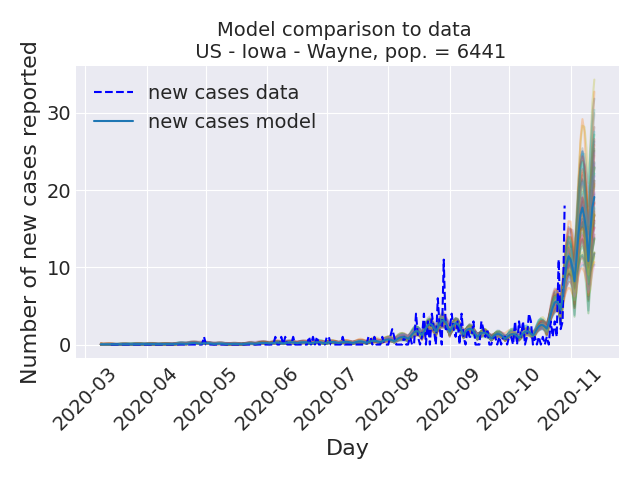 Model comparison to data
US - Iowa - Wayne, pop. = 6441
Number of new cases reported
30
20
10
0
new cases data
new cases model
2020-03
2020-04
2020-05
2020-06
2020-07
2020-08
2020-09
2020-10
2020-11
Day